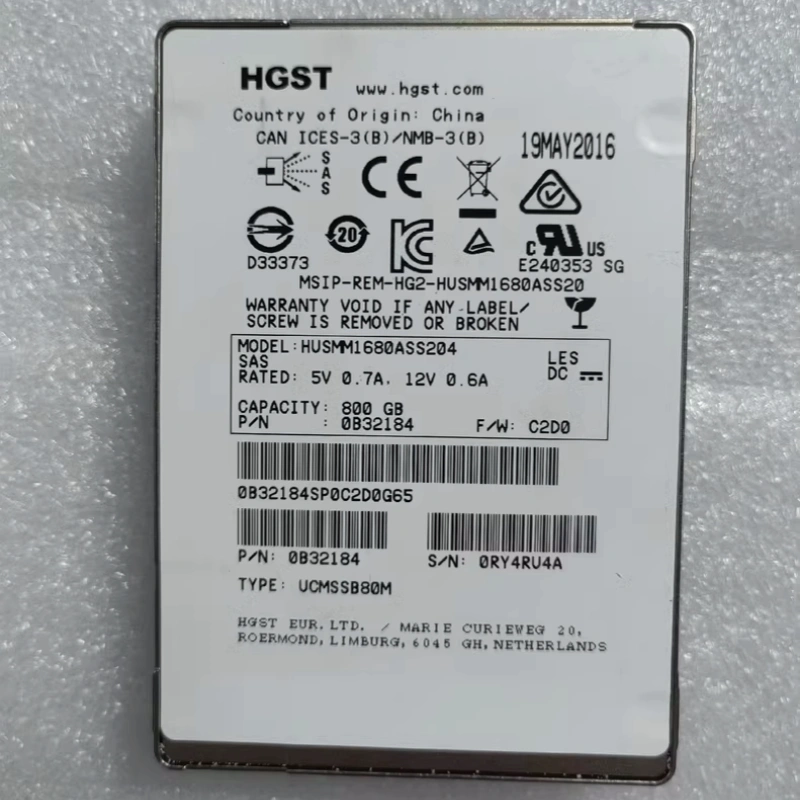 HGST www.hgst.com
Country of Origin: China
CAN ICES-3(B)/NMB-3(B)
19MAY2016
SAS
CE
20
D33373
C UR US
E240353 SG
MSIP-REM-HG2-HUSMM1680ASS20
WARRANTY VOID IF ANY LABEL/
SCREW IS REMOVED OR BROKEN
MODEL: HUSMM1680ASS204
SAS
LES
RATED: 5V 0.7A, 12V 0.6A
DC
CAPACITY: 800 GB
P/N : 0B32184 F/W: C2D0
0B32184SP0C2D0G65
P/N: 0B32184 S/N: 0RY4RU4A
TYPE: UCMSSB80M
HGST EUR.LTD. / MARIE CURIEWEG 20,
ROERMOND, LIMBURG, 6045 GH, NETHERLANDS